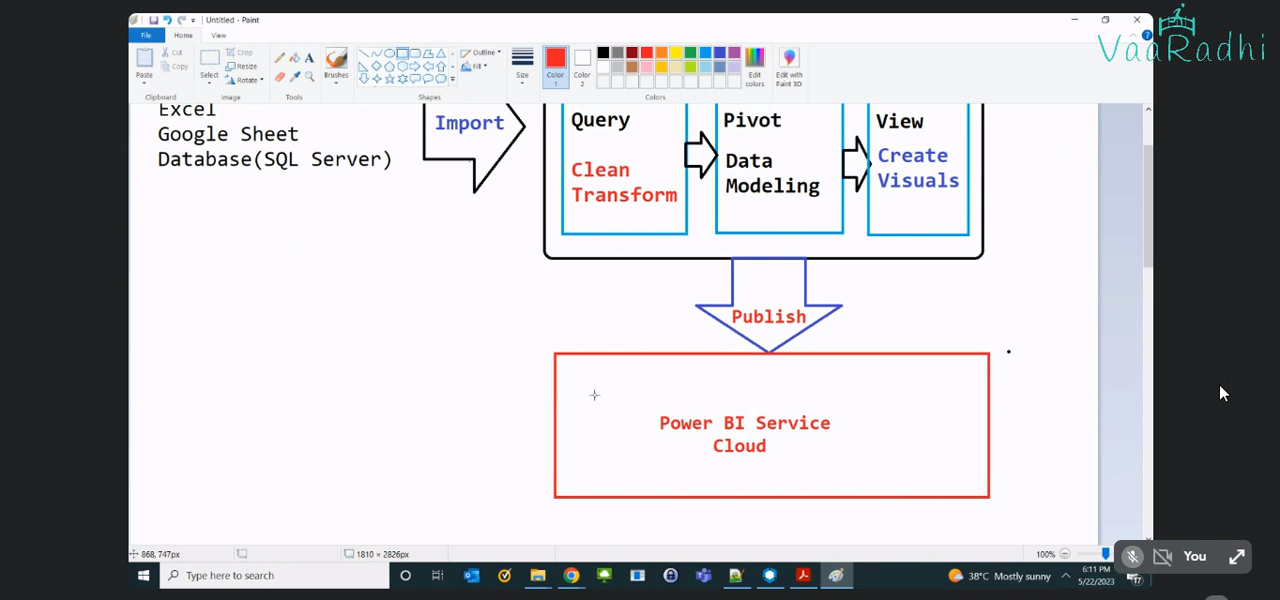 Untitled - Paint
File Home View
Paste
Cut
Copy
Clipboard
Select
Crop
Resize
Rotate
Image
Tools
Brushes
Shapes
Outline
Fill
Size
Color 1
Color 2
Colors
Edit colors
Edit with Paint 3D
VaaRadhi
Excel
Google Sheet
Database(SQL Server)
Import
Query
Clean
Transform
Pivot
Data
Modeling
View
Create
Visuals
Publish
Power BI Service
Cloud
868, 747px
1810 × 2826px
100%
You
Type here to search
38°C Mostly sunny
6:11 PM
5/22/2023
17